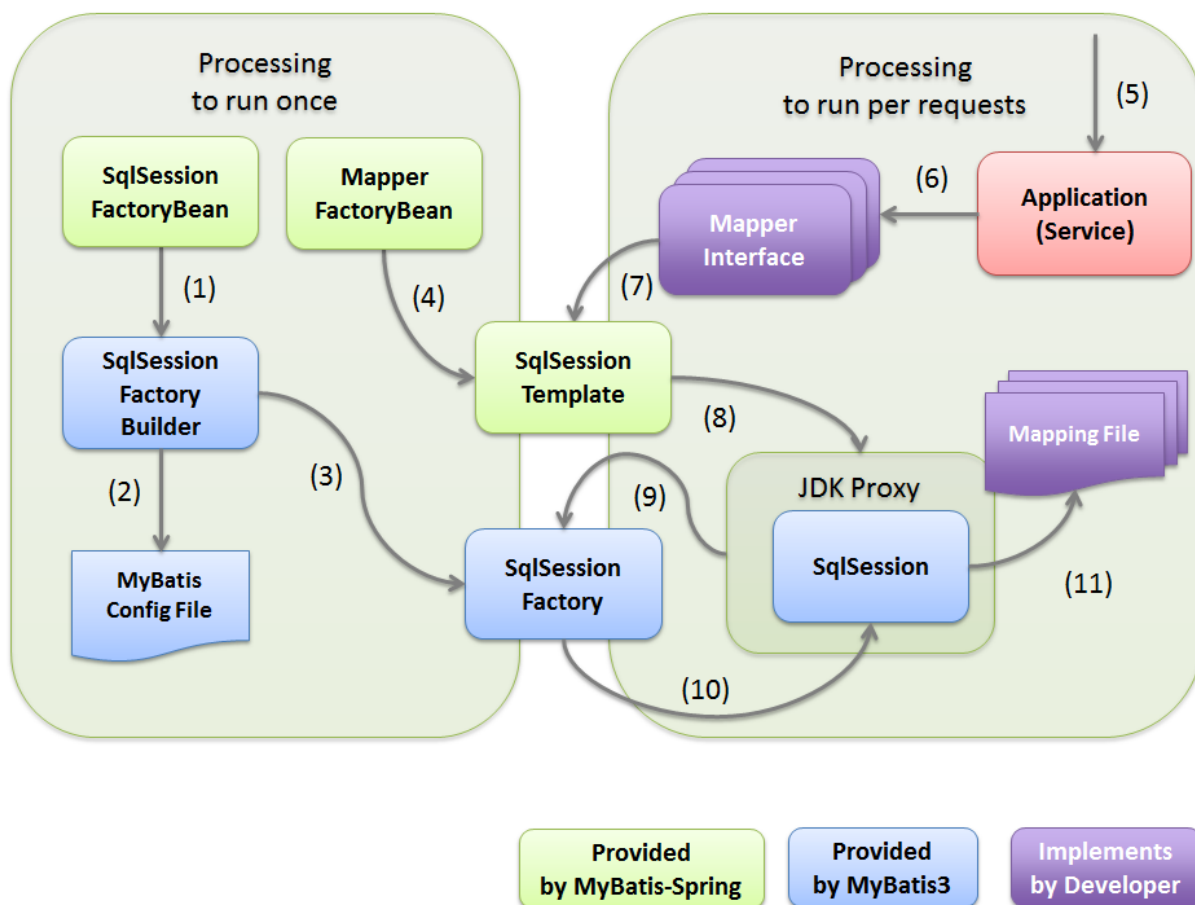 Processing
to run once
Processing
to run per requests
(5)
SqlSession
FactoryBean
Mapper
FactoryBean
(6)
Application
(Service)
Mapper
Interface
(1)
(4)
(7)
SqlSession
Factory
Builder
SqlSession
Template
(8)
Mapping File
(2)
(3)
(9)
JDK Proxy
MyBatis
Config File
SqlSession
Factory
SqlSession
(11)
(10)
Provided
by MyBatis-Spring
Provided
by MyBatis3
Implements
by Developer